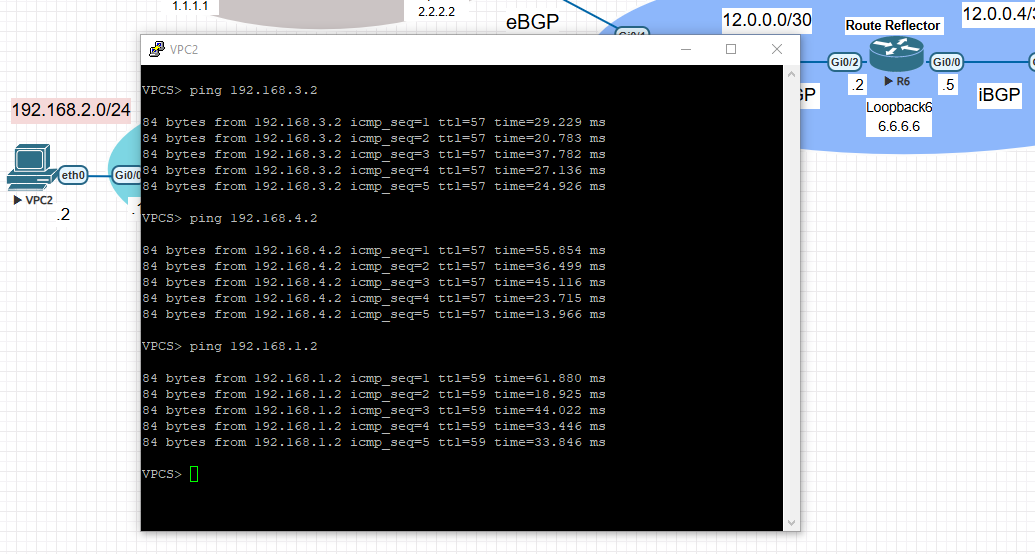 1.1.1.1
2.2.2.2
eBGP
12.0.0.0/30
Route Reflector
Gi0/2
Gi0/0
.2
R6
.5
iBGP
Loopback6
6.6.6.6
192.168.2.0/24
eth0
VPC2
.2
VPC2
VPCS> ping 192.168.3.2
84 bytes from 192.168.3.2 icmp_seq=1 ttl=57 time=29.229 ms
84 bytes from 192.168.3.2 icmp_seq=2 ttl=57 time=20.783 ms
84 bytes from 192.168.3.2 icmp_seq=3 ttl=57 time=37.782 ms
84 bytes from 192.168.3.2 icmp_seq=4 ttl=57 time=27.136 ms
84 bytes from 192.168.3.2 icmp_seq=5 ttl=57 time=24.926 ms
VPCS> ping 192.168.4.2
84 bytes from 192.168.4.2 icmp_seq=1 ttl=57 time=55.854 ms
84 bytes from 192.168.4.2 icmp_seq=2 ttl=57 time=36.499 ms
84 bytes from 192.168.4.2 icmp_seq=3 ttl=57 time=45.116 ms
84 bytes from 192.168.4.2 icmp_seq=4 ttl=57 time=23.715 ms
84 bytes from 192.168.4.2 icmp_seq=5 ttl=57 time=13.966 ms
VPCS> ping 192.168.1.2
84 bytes from 192.168.1.2 icmp_seq=1 ttl=59 time=61.880 ms
84 bytes from 192.168.1.2 icmp_seq=2 ttl=59 time=18.925 ms
84 bytes from 192.168.1.2 icmp_seq=3 ttl=59 time=44.022 ms
84 bytes from 192.168.1.2 icmp_seq=4 ttl=59 time=33.446 ms
84 bytes from 192.168.1.2 icmp_seq=5 ttl=59 time=33.846 ms
VPCS>